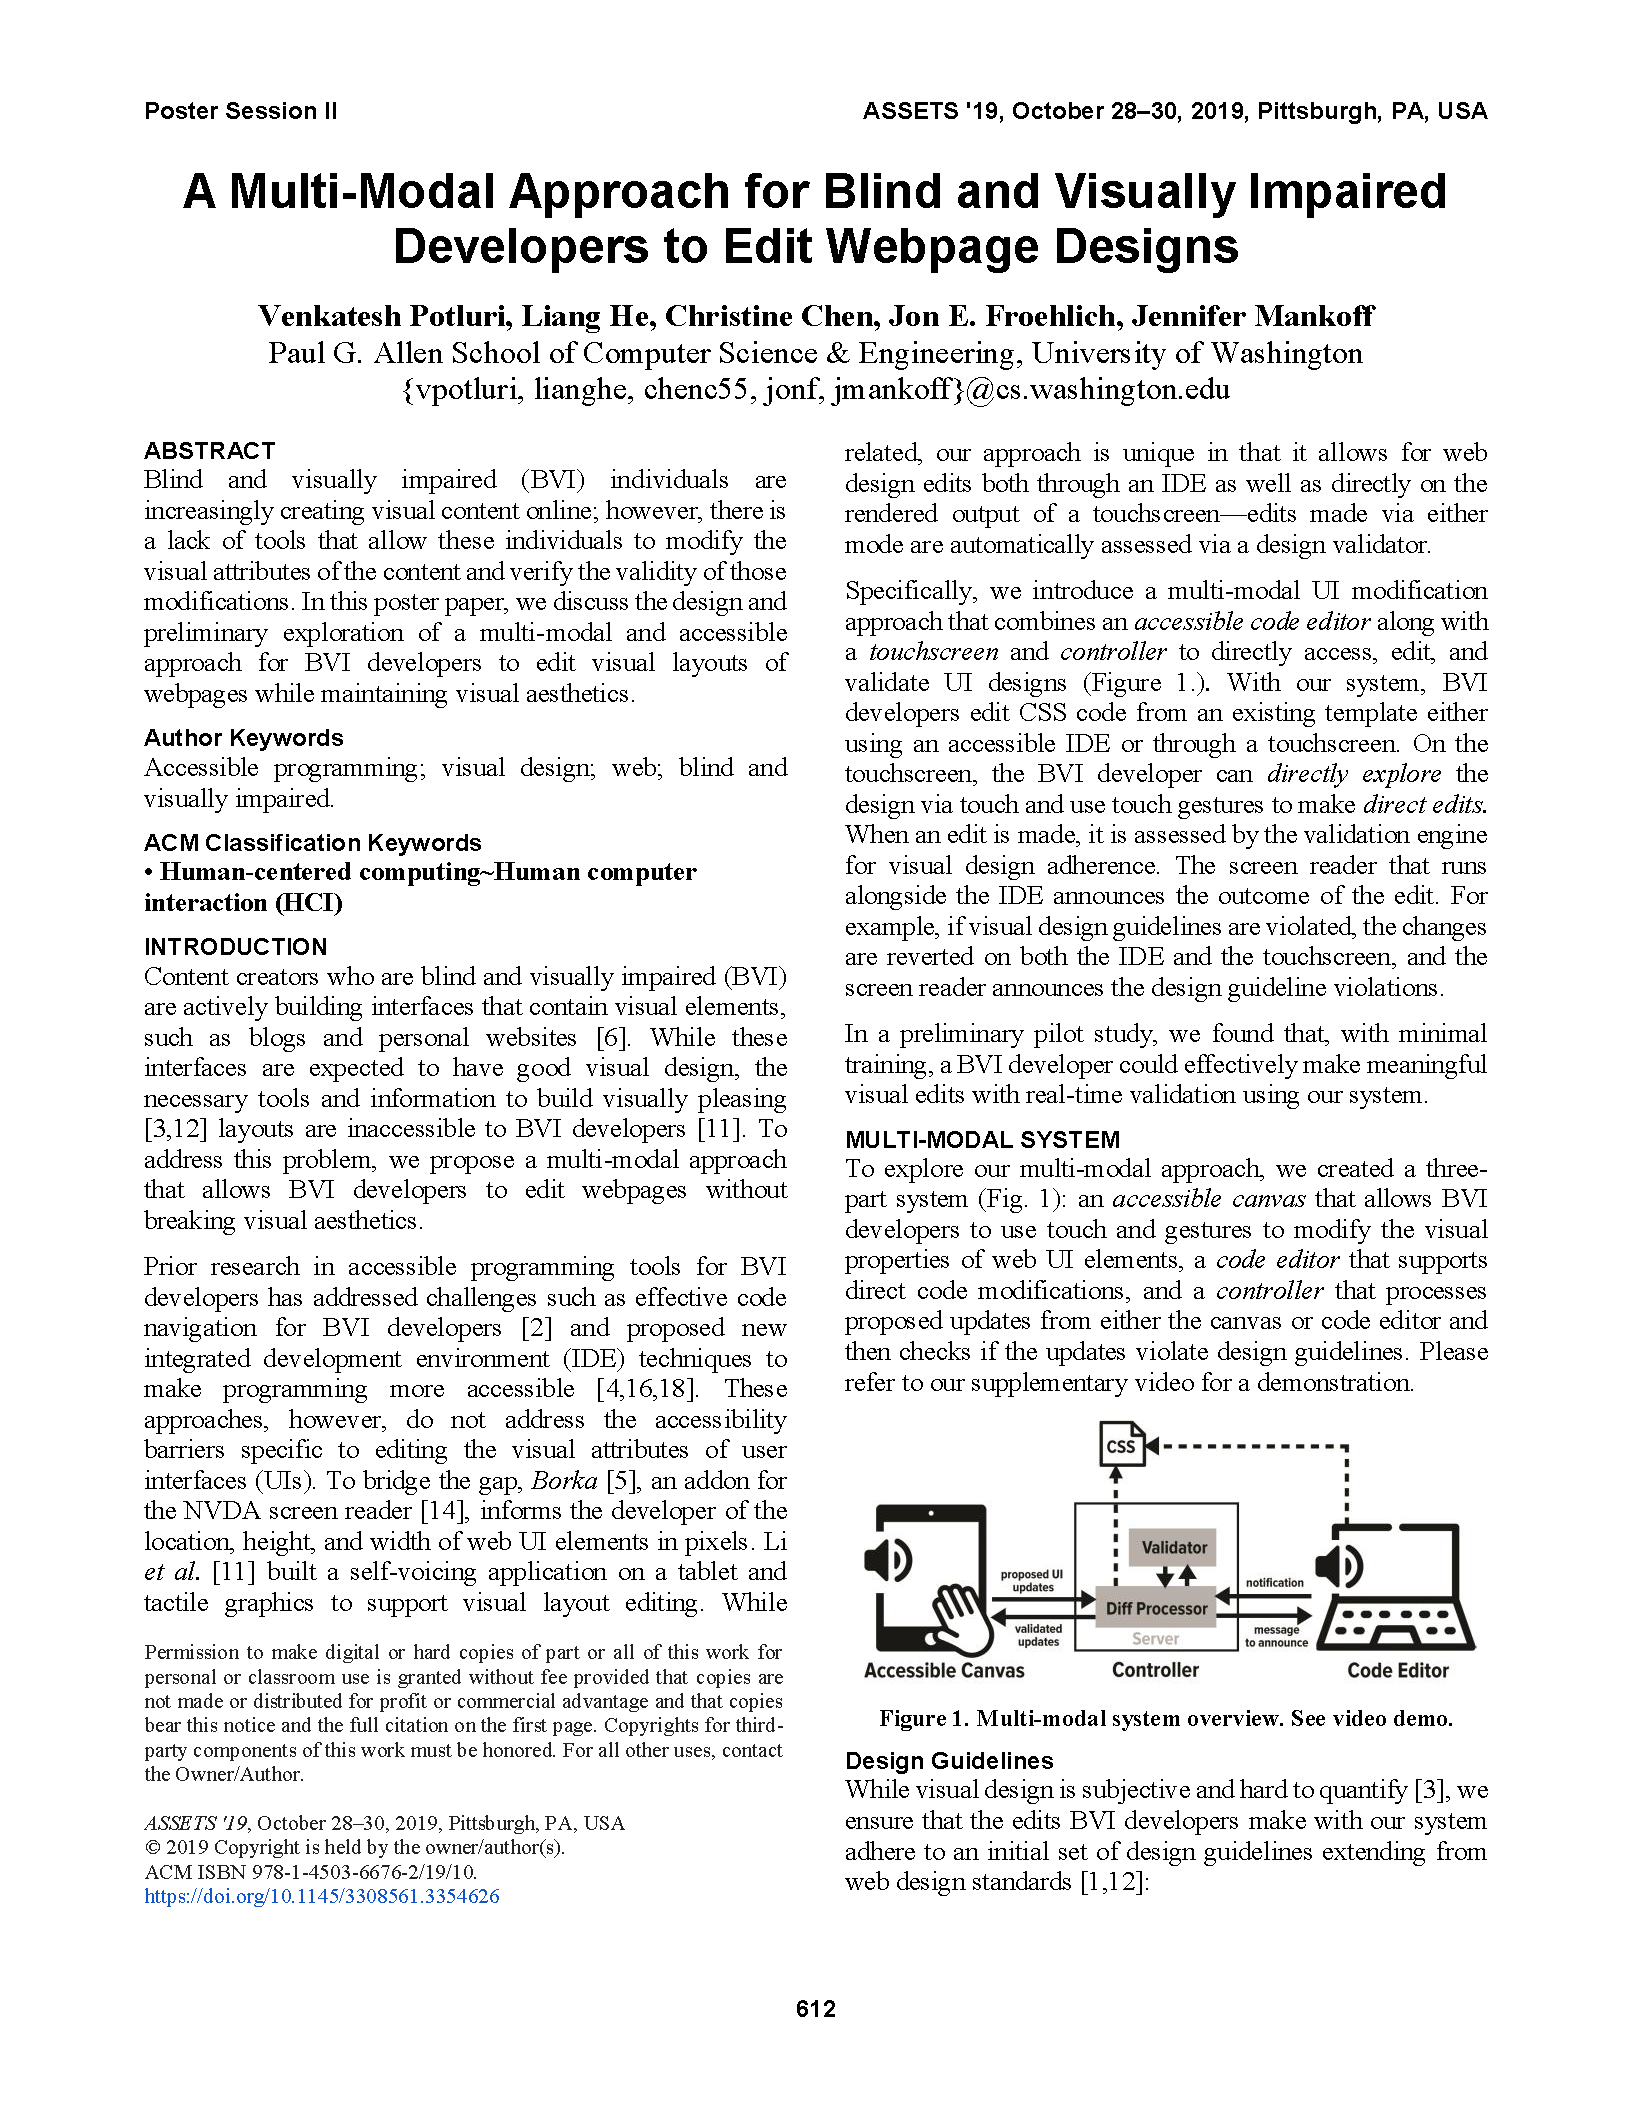 Poster Session II
ASSETS '19, October 28–30, 2019, Pittsburgh, PA, USA
A Multi-Modal Approach for Blind and Visually Impaired
Developers to Edit Webpage Designs
Venkatesh Potluri, Liang He, Christine Chen, Jon E. Froehlich, Jennifer Mankoff
Paul G. Allen School of Computer Science & Engineering, University of Washington
{vpotluri, lianghe, chenc55, jonf, jmankoff}@cs.washington.edu
ABSTRACT
Blind and visually impaired (BVI) individuals are
increasingly creating visual content online; however, there is
a lack of tools that allow these individuals to modify the
visual attributes of the content and verify the validity of those
modifications. In this poster paper, we discuss the design and
preliminary exploration of a multi-modal and accessible
approach for BVI developers to edit visual layouts of
webpages while maintaining visual aesthetics.
Author Keywords
Accessible programming; visual design; web; blind and
visually impaired.
ACM Classification Keywords
• Human-centered computing~Human computer
interaction (HCI)
INTRODUCTION
Content creators who are blind and visually impaired (BVI)
are actively building interfaces that contain visual elements,
such as blogs and personal websites [6]. While these
interfaces are expected to have good visual design, the
necessary tools and information to build visually pleasing
[3,12] layouts are inaccessible to BVI developers [11]. To
address this problem, we propose a multi-modal approach
that allows BVI developers to edit webpages without
breaking visual aesthetics.
Prior research in accessible programming tools for BVI
developers has addressed challenges such as effective code
navigation for BVI developers [2] and proposed new
integrated development environment (IDE) techniques to
make programming more accessible [4,16,18]. These
approaches, however, do not address the accessibility
barriers specific to editing the visual attributes of user
interfaces (UIs). To bridge the gap, Borka [5], an addon for
the NVDA screen reader [14], informs the developer of the
location, height, and width of web UI elements in pixels. Li
et al. [11] built a self-voicing application on a tablet and
tactile graphics to support visual layout editing. While
Permission to make digital or hard copies of part or all of this work for
personal or classroom use is granted without fee provided that copies are
not made or distributed for profit or commercial advantage and that copies
bear this notice and the full citation on the first page. Copyrights for third-
party components of this work must be honored. For all other uses, contact
the Owner/Author.
ASSETS '19, October 28–30, 2019, Pittsburgh, PA, USA
© 2019 Copyright is held by the owner/author(s).
ACM ISBN 978-1-4503-6676-2/19/10.
https://doi.org/10.1145/3308561.3354626
related, our approach is unique in that it allows for web
design edits both through an IDE as well as directly on the
rendered output of a touchscreen—edits made via either
mode are automatically assessed via a design validator.
Specifically, we introduce a multi-modal UI modification
approach that combines an accessible code editor along with
a touchscreen and controller to directly access, edit, and
validate UI designs (Figure 1.). With our system, BVI
developers edit CSS code from an existing template either
using an accessible IDE or through a touchscreen. On the
touchscreen, the BVI developer can directly explore the
design via touch and use touch gestures to make direct edits.
When an edit is made, it is assessed by the validation engine
for visual design adherence. The screen reader that runs
alongside the IDE announces the outcome of the edit. For
example, if visual design guidelines are violated, the changes
are reverted on both the IDE and the touchscreen, and the
screen reader announces the design guideline violations.
In a preliminary pilot study, we found that, with minimal
training, a BVI developer could effectively make meaningful
visual edits with real-time validation using our system.
MULTI-MODAL SYSTEM
To explore our multi-modal approach, we created a three-
part system (Fig. 1): an accessible canvas that allows BVI
developers to use touch and gestures to modify the visual
properties of web UI elements, a code editor that supports
direct code modifications, and a controller that processes
proposed updates from either the canvas or code editor and
then checks if the updates violate design guidelines. Please
refer to our supplementary video for a demonstration.
CSS
Validator
proposed UI
updates
notification
Diff Processor
validated
updates
Server
message
to announce
Accessible Canvas
Controller
Code Editor
Figure 1. Multi-modal system overview. See video demo.
Design Guidelines
While visual design is subjective and hard to quantify [3], we
ensure that the edits BVI developers make with our system
adhere to an initial set of design guidelines extending from
web design standards [1,12]:
612